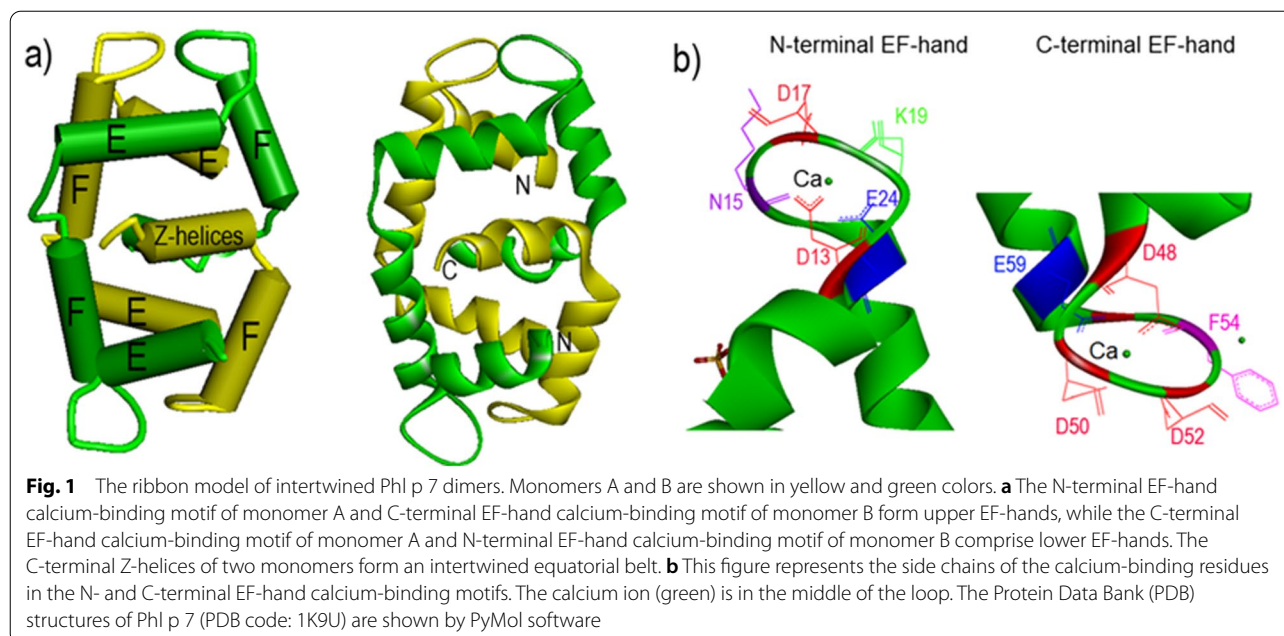 a)
E
F
E
F
Z-helices
F
E
E
F
N
C
N
b)
N-terminal EF-hand
C-terminal EF-hand
D17
K19
Ca
N15
E24
D13
E59
D48
F54
Ca
D50
D52
Fig. 1 The ribbon model of intertwined Phl p 7 dimers. Monomers A and B are shown in yellow and green colors. a The N-terminal EF-hand
calcium-binding motif of monomer A and C-terminal EF-hand calcium-binding motif of monomer B form upper EF-hands, while the C-terminal
EF-hand calcium-binding motif of monomer A and N-terminal EF-hand calcium-binding motif of monomer B comprise lower EF-hands. The
C-terminal Z-helices of two monomers form an intertwined equatorial belt. b This figure represents the side chains of the calcium-binding residues
in the N- and C-terminal EF-hand calcium-binding motifs. The calcium ion (green) is in the middle of the loop. The Protein Data Bank (PDB)
structures of Phl p 7 (PDB code: 1K9U) are shown by PyMol software